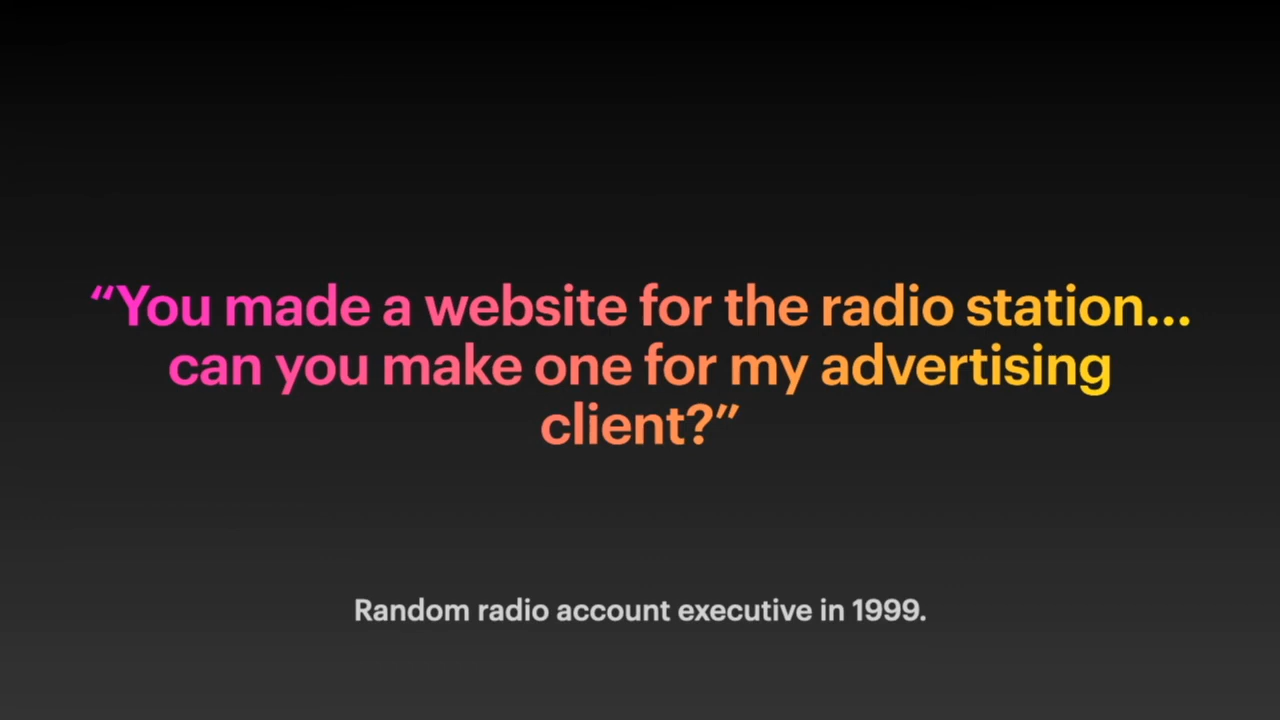 “You made a website for the radio station...
can you make one for my advertising
client?”
Random radio account executive in 1999.